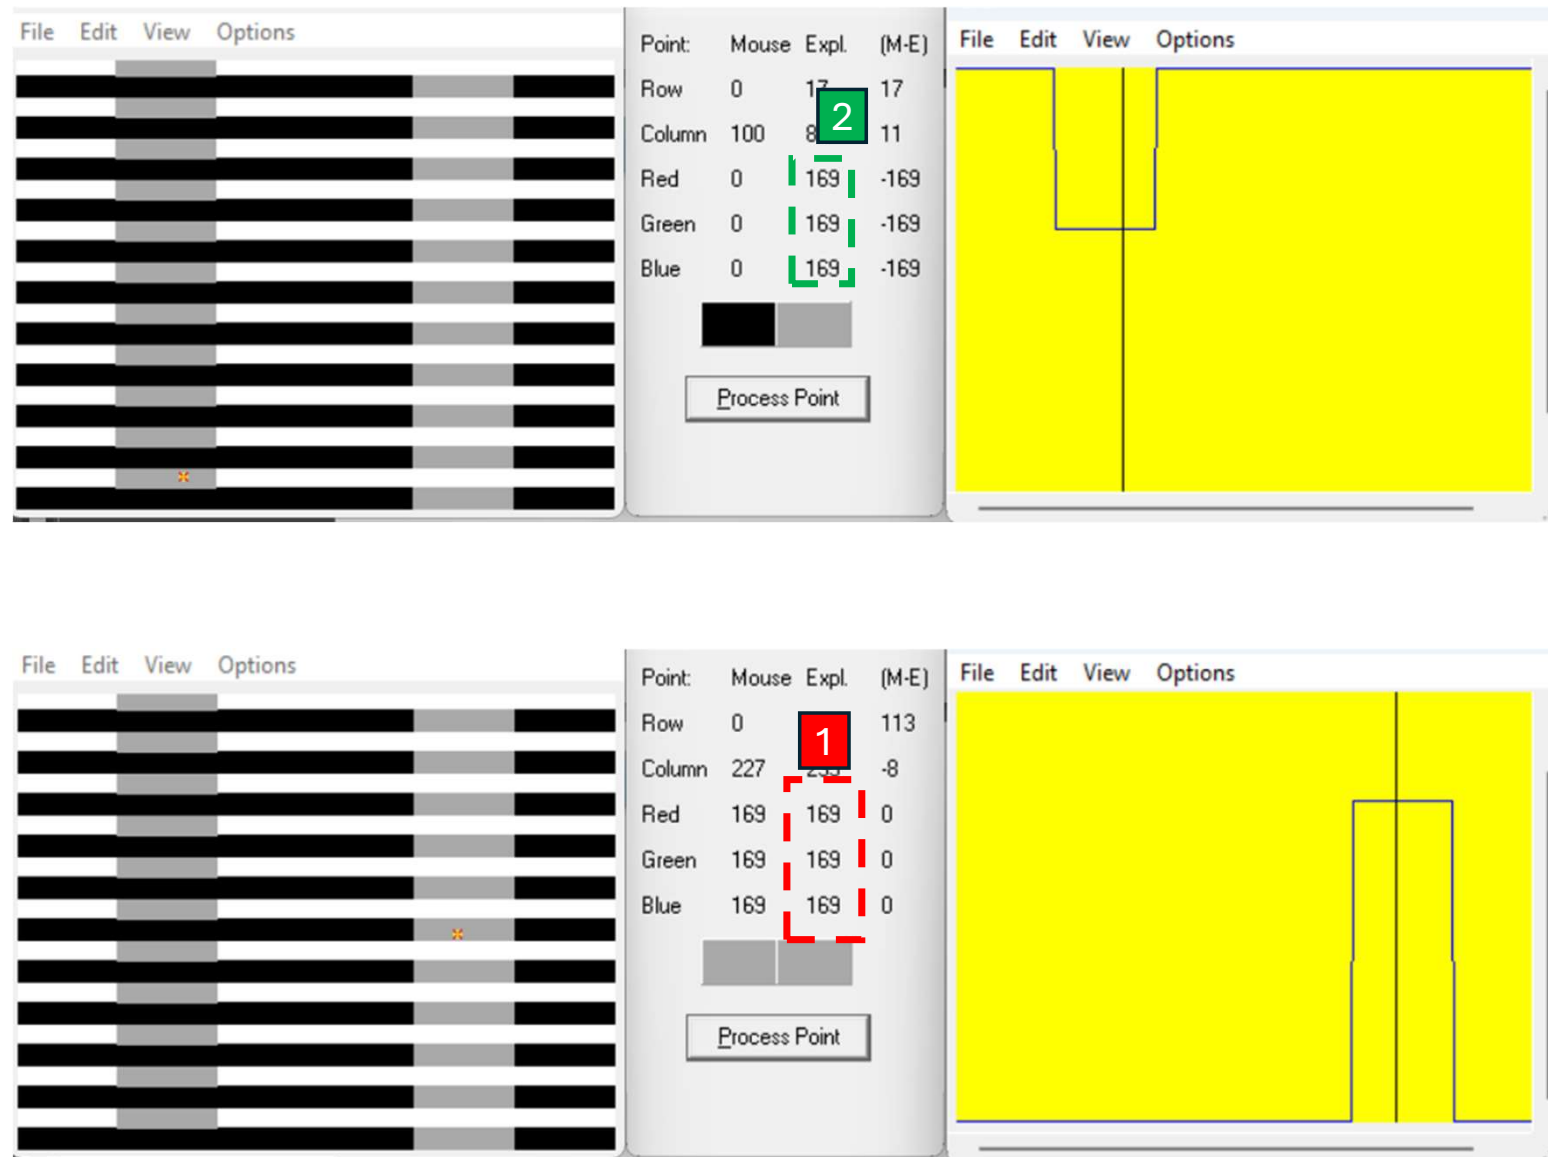 File Edit View Options
Point: Mouse Expl. (M-E)
Row 0 17 17
Column 100 8 11
Red 0 169 -169
Green 0 169 -169
Blue 0 169 -169
2
Process Point
File Edit View Options
File Edit View Options
Point: Mouse Expl. (M-E)
Row 0 113
Column 227 -8
Red 169 169 0
Green 169 169 0
Blue 169 169 0
1
Process Point
File Edit View Options